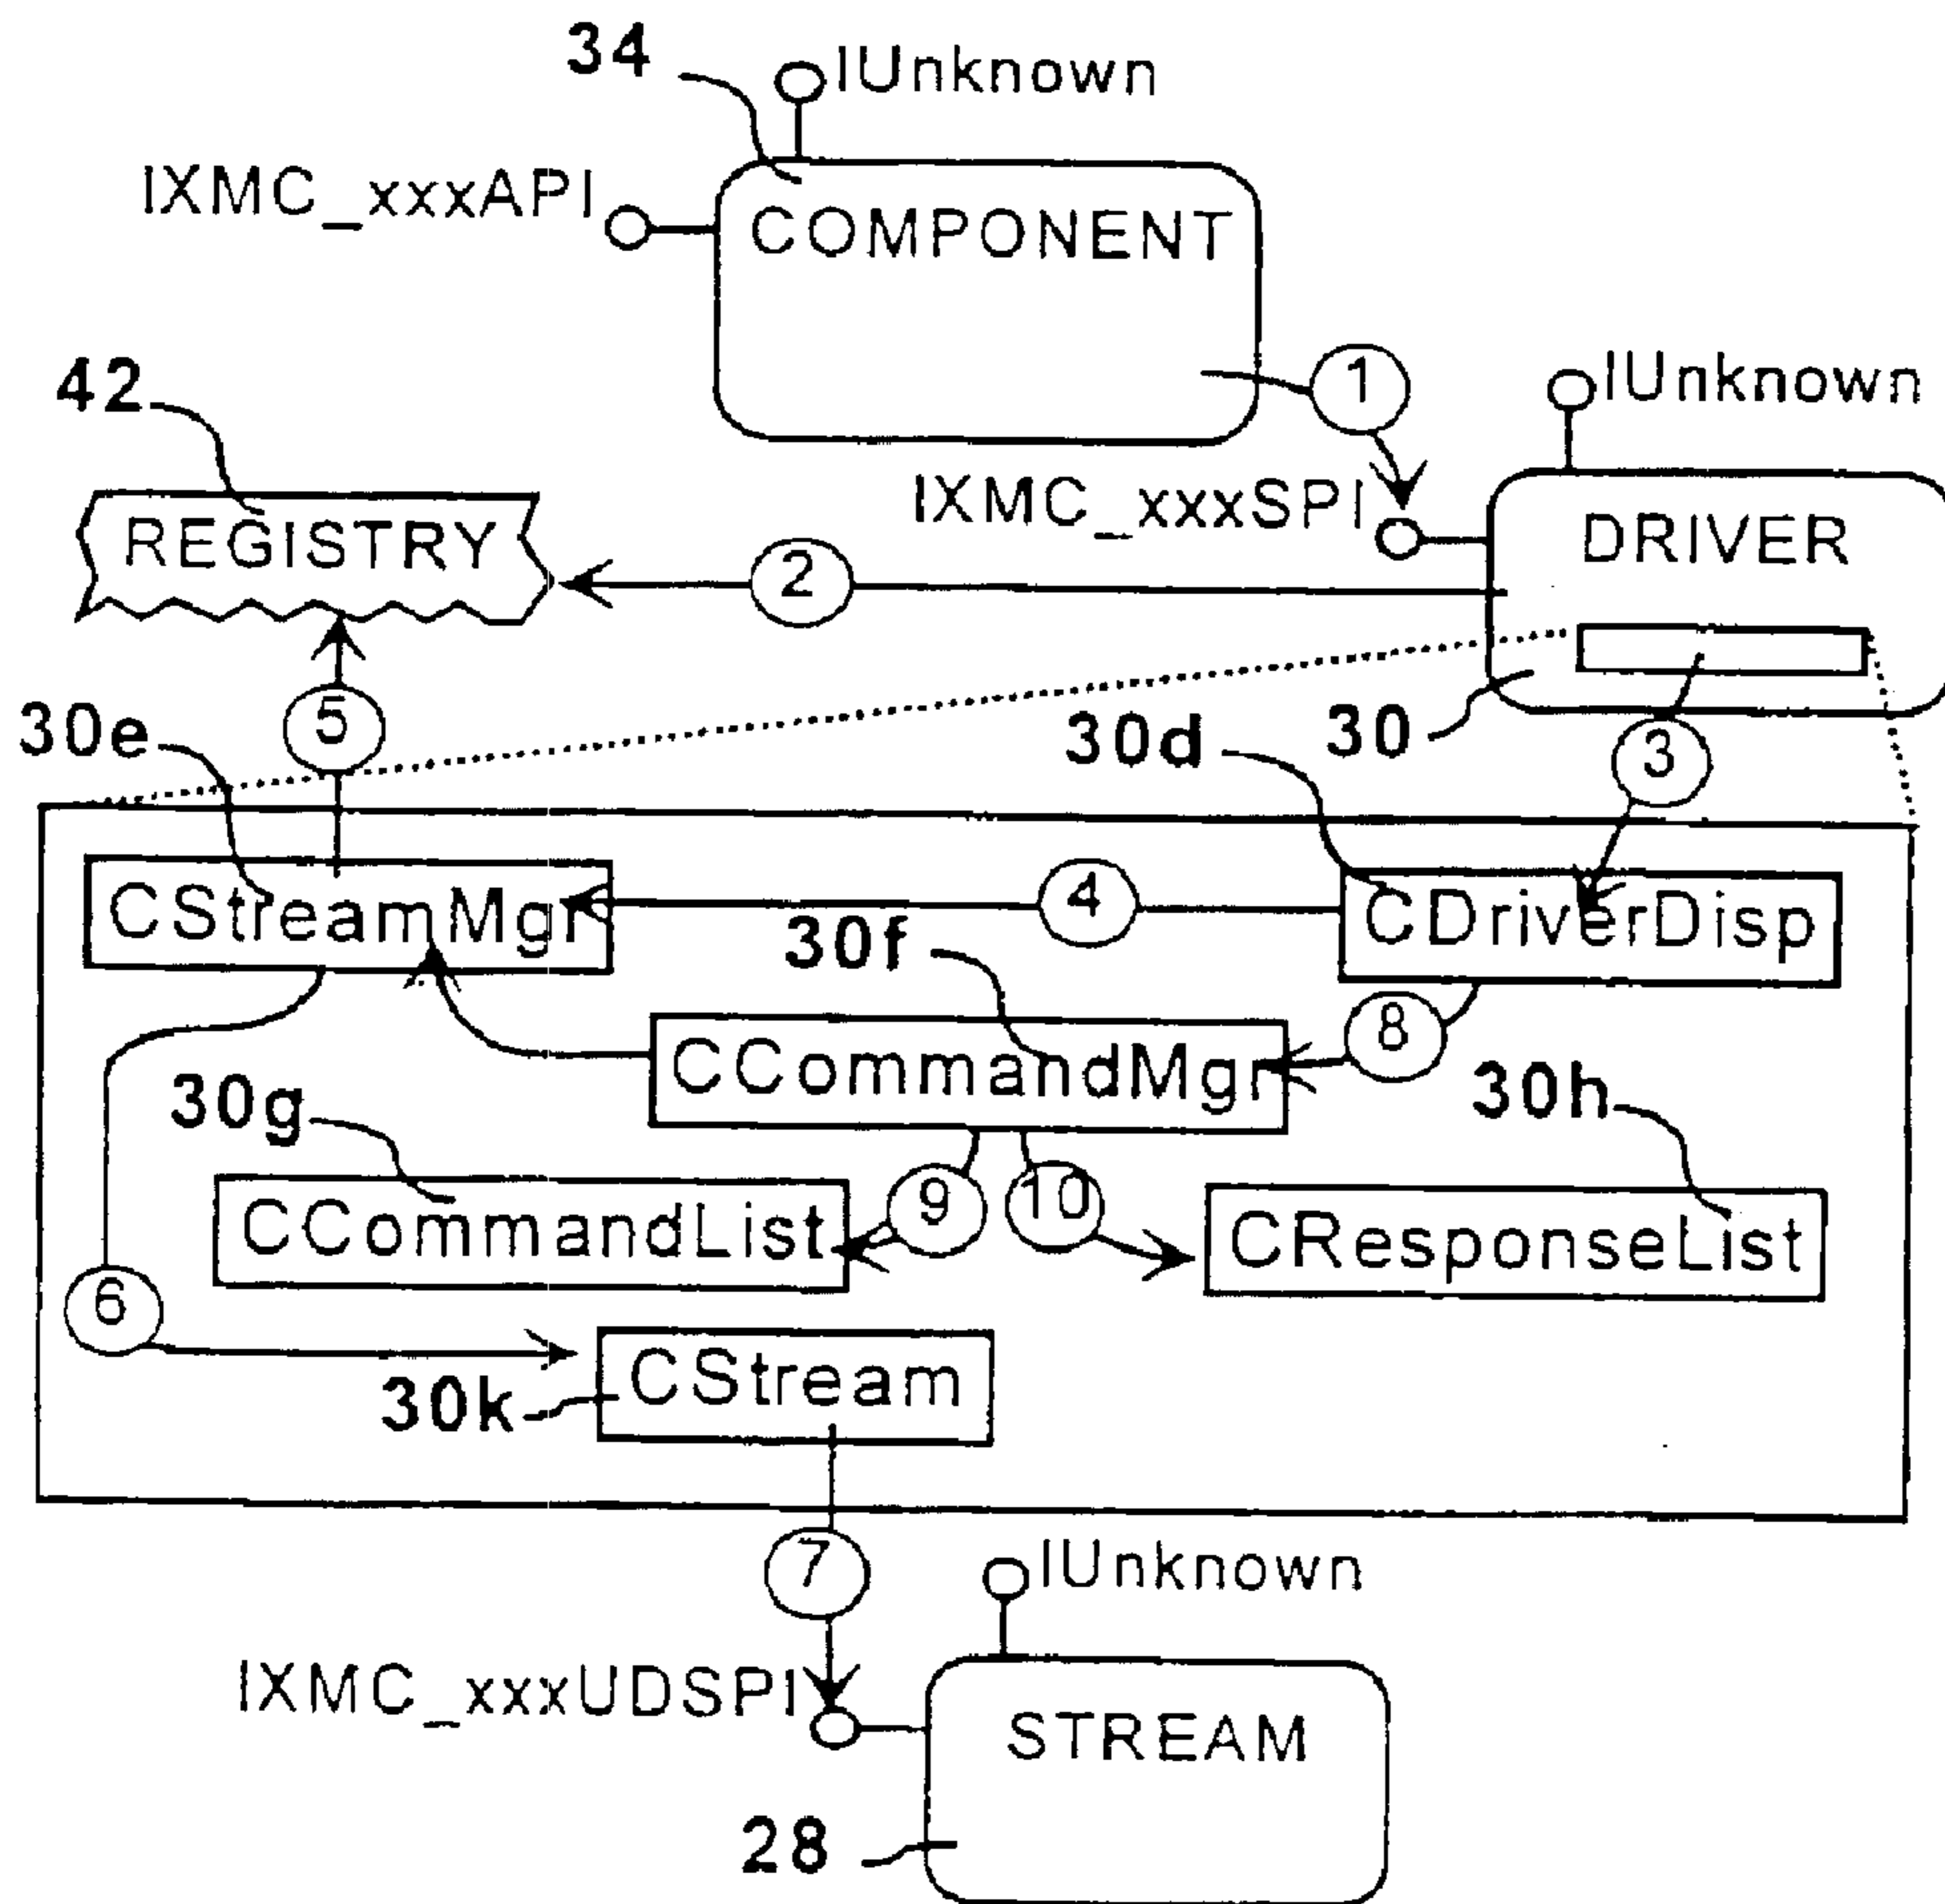 34
IUnknown
IXMC_xxxAPI
COMPONENT
42
1
IUnknown
IXMC_xxxSPI
REGISTRY
DRIVER
2
30e
5
30d
30
3
CStreamMgr
4
CDriverDisp
30f
8
CCommandMgr
30g
30h
9
10
CCommandList
CResponseList
6
CStream
30k
7
IUnknown
IXMC_xxxUDSPI
STREAM
28